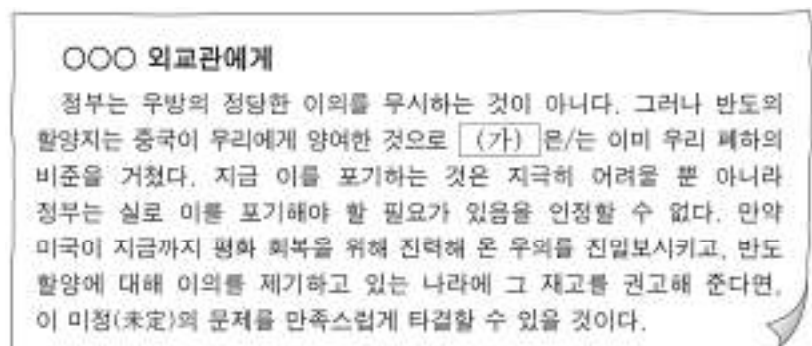 ○○○ 외교관에게
정부는 우방의 정당한 이의를 무시하는 것이 아니다. 그러나 반도의
할양지는 중국이 우리에게 양여한 것으로 (가) 은/는 이미 우리 폐하의
비준을 거쳤다. 지금 이를 포기하는 것은 지극히 어려울 뿐 아니라
정부는 실로 이를 포기해야 할 필요가 있음을 인정할 수 없다. 만약
미국이 지금까지 평화 회복을 위해 진력해 온 우의를 진일보시키고, 반도
할양에 대해 이의를 제기하고 있는 나라에 그 재고를 권고해 준다면,
이 미정(未定)의 문제를 만족스럽게 타결할 수 있을 것이다.